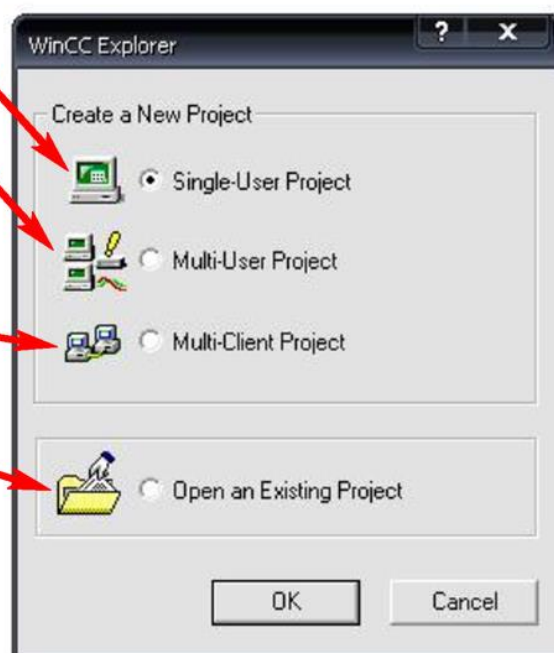 WinCC Explorer
Create a New Project
Single-User Project
Multi-User Project
Multi-Client Project
Open an Existing Project
OK Cancel